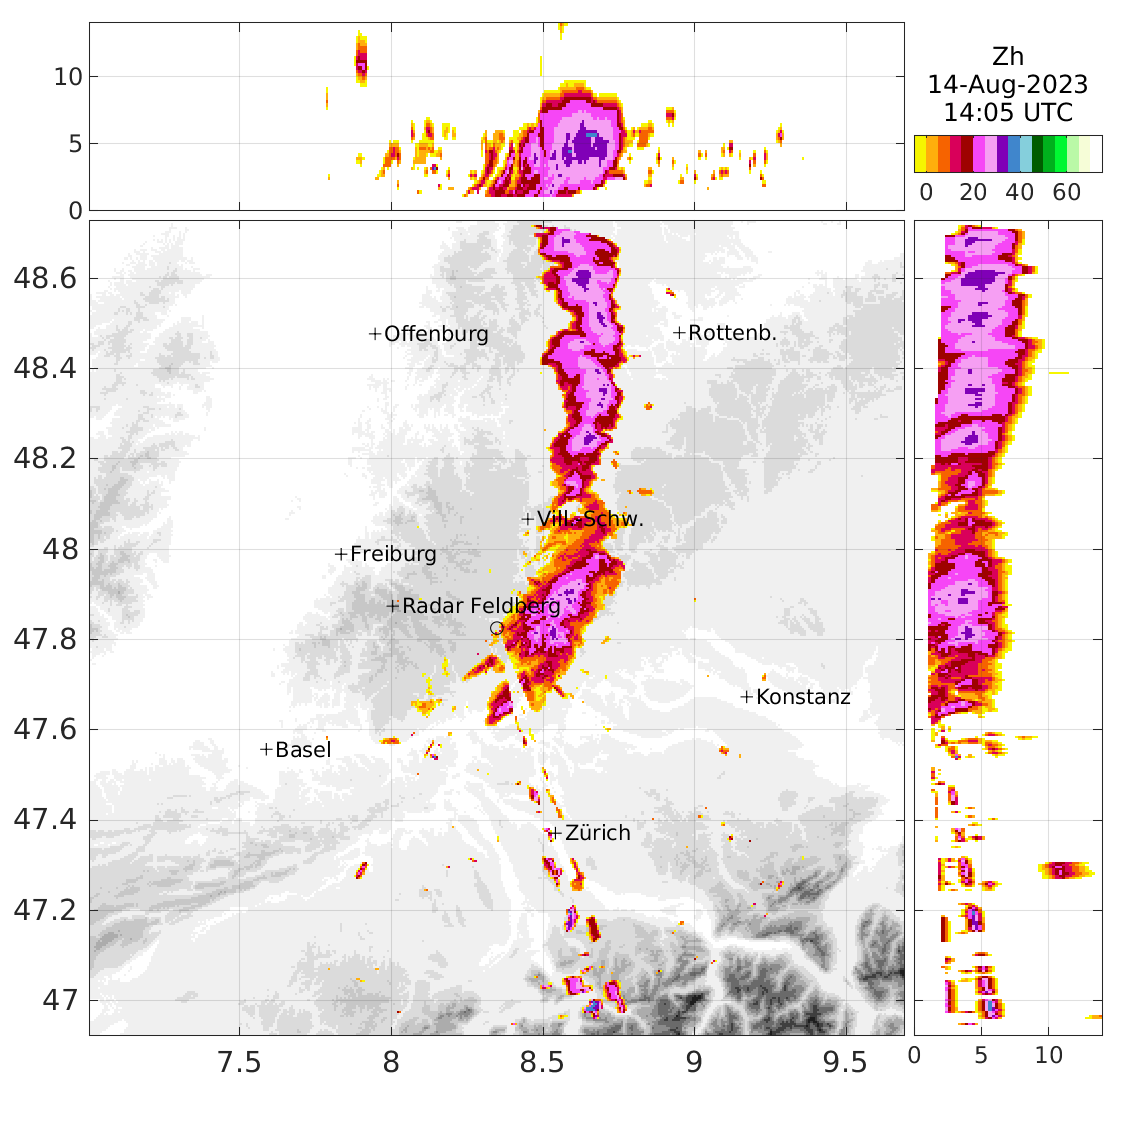 10
5
0
Zh
14-Aug-2023
14:05 UTC
0 20 40 60
48.6
48.4
48.2
48
47.8
47.6
47.4
47.2
47
+Offenburg
+Rottenb.
+Vill.-Schw.
+Freiburg
+Radar Feldberg
+Konstanz
+Basel
+Zürich
7.5 8 8.5 9 9.5
0 5 10